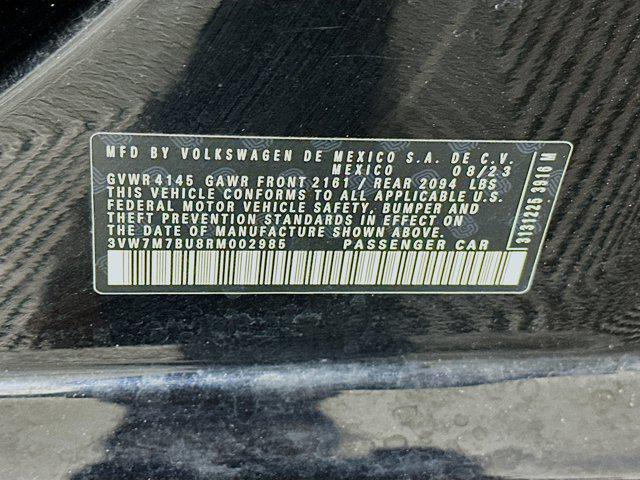 MFD BY VOLKSWAGEN DE MEXICO S.A. DE C.V.
MEXICO 08/23
GVWR 4145 GAWR FRONT 2161 / REAR 2094 LBS
THIS VEHICLE CONFORMS TO ALL APPLICABLE U.S.
FEDERAL MOTOR VEHICLE SAFETY, BUMPER AND
THEFT PREVENTION STANDARDS IN EFFECT ON
THE DATE OF MANUFACTURE SHOWN ABOVE.
3VW7M7BU8RM002985 PASSENGER CAR
3131225 3916 M